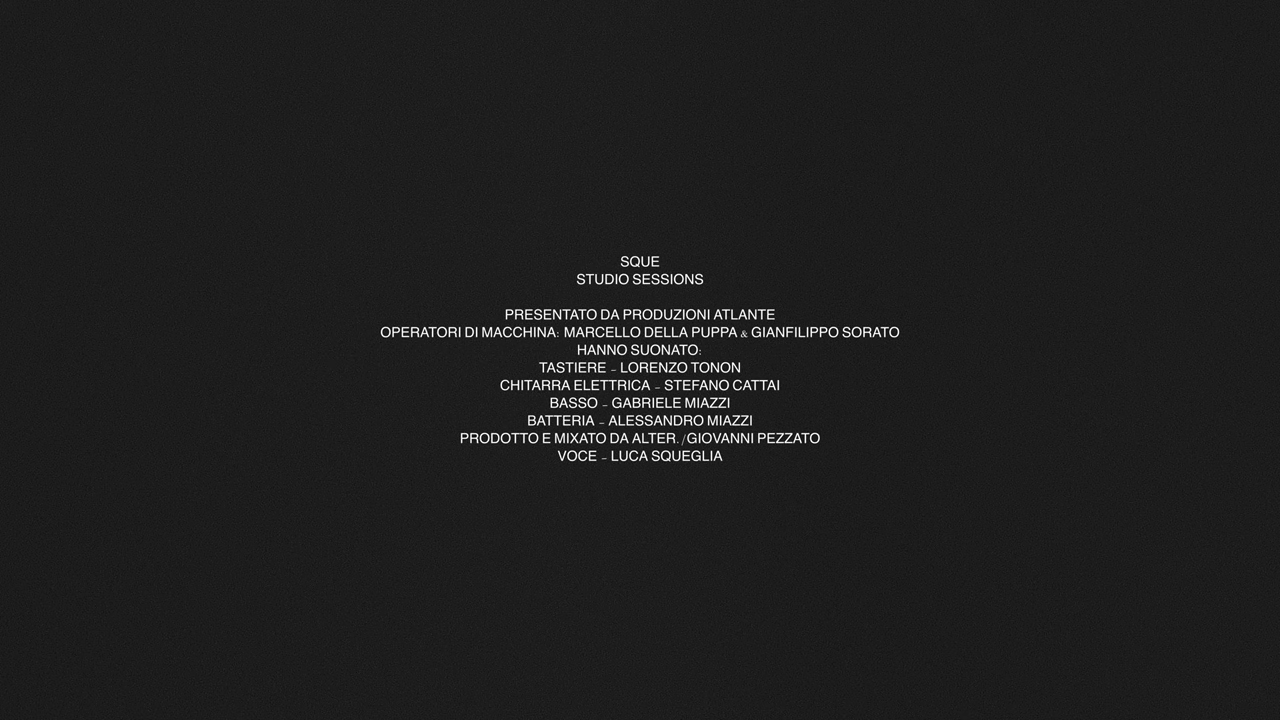 SQUE
STUDIO SESSIONS
PRESENTATO DA PRODUZIONI ATLANTE
OPERATORI DI MACCHINA: MARCELLO DELLA PUPPA & GIANFILIPPO SORATO
HANNO SUONATO:
TASTIERE – LORENZO TONON
CHITARRA ELETTRICA – STEFANO CATTAI
BASSO – GABRIELE MIAZZI
BATTERIA – ALESSANDRO MIAZZI
PRODOTTO E MIXATO DA ALTER. /GIOVANNI PEZZATO
VOCE – LUCA SQUEGLIA